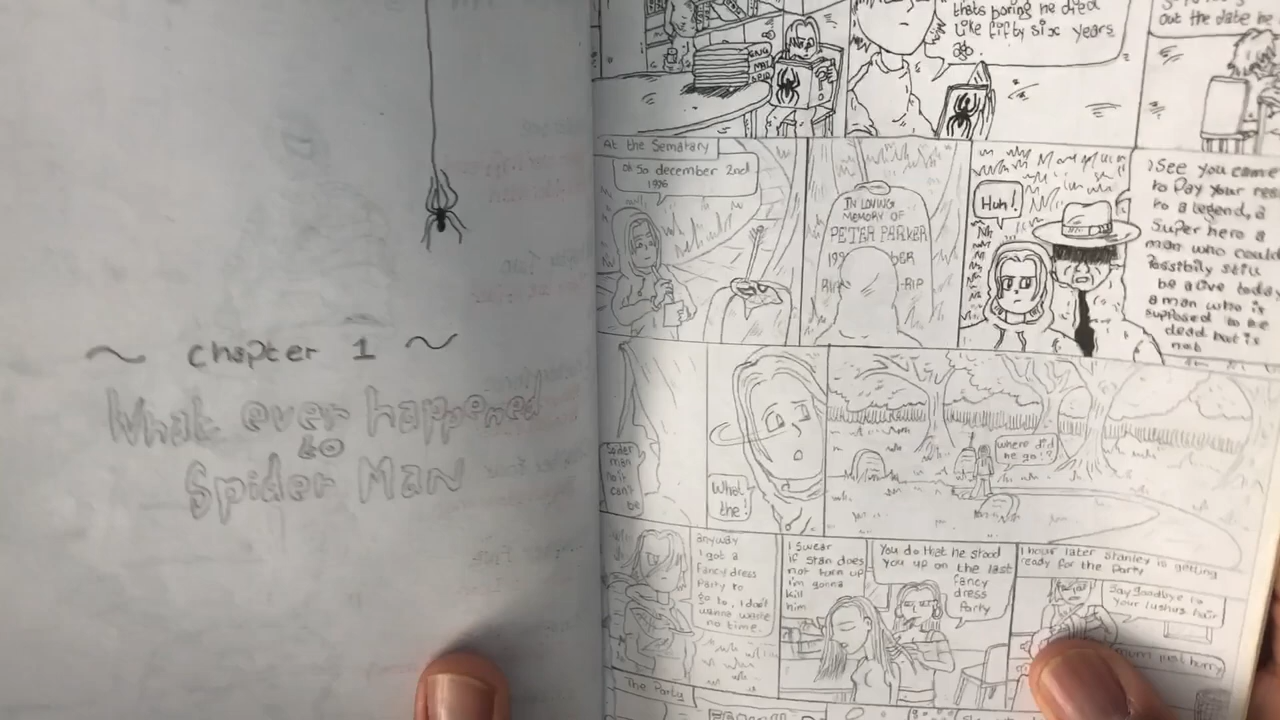 ~ chapter 1 ~
What ever happened
to
Spider MAN
thats boring he died
like fifty six years
ago.
out the date he
ENG
At the Sematary
oh so december 2nd
1996
IN LOVING
MEMORY OF
PETER PARKER
BER
RIP
Huh!
I See you came
to Pay your res
to a legend, a
Super hero a
man who could
Possibily still
be alive today
a man who is
supposed to be
dead but is
not
Spider
man
no it
can't
be
What
the!
where did
he go!?
anyway
I got a
fancy dress
Party to
go to, I don't
wanna waste
no time.
I swear
if Stan does
not turn up
i'm gonna
kill
him
You do that he stood
you up on the last
fancy
dress
Party
1 hour later Stanley is getting
ready for the Party
Say goodbye to
your lushus hair
mum just hurry
The Party